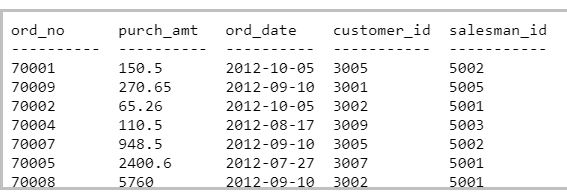 ord_no purch_amt ord_date customer_id salesman_id
---------- ---------- ---------- ----------- -----------
70001 150.5 2012-10-05 3005 5002
70009 270.65 2012-09-10 3001 5005
70002 65.26 2012-10-05 3002 5001
70004 110.5 2012-08-17 3009 5003
70007 948.5 2012-09-10 3005 5002
70005 2400.6 2012-07-27 3007 5001
70008 5760 2012-09-10 3002 5001